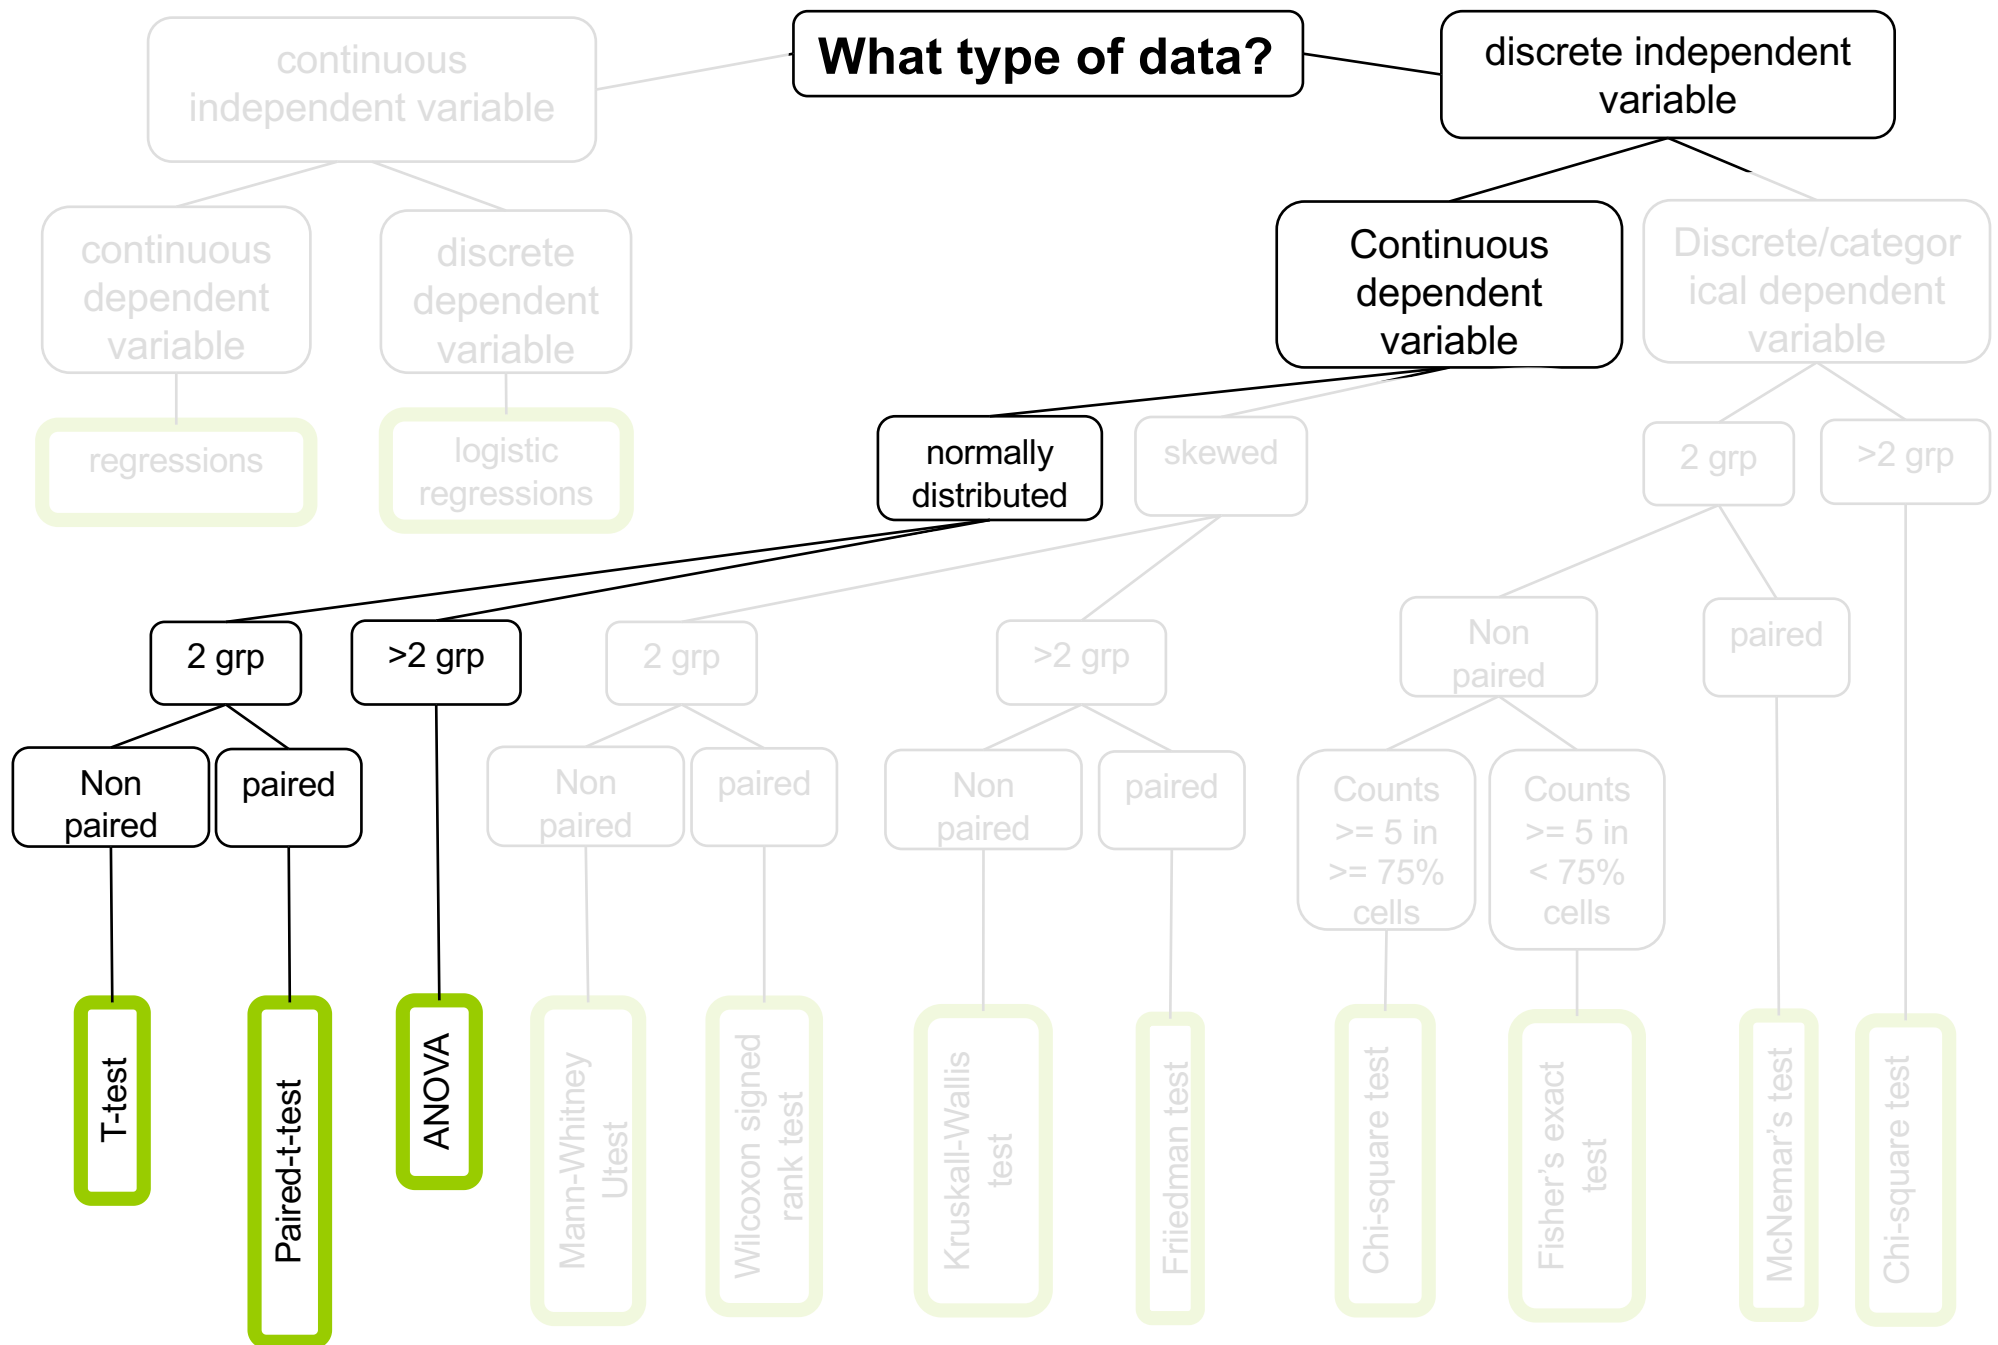 What type of data?
continuous
independent variable
discrete independent
variable
continuous
dependent
variable
discrete
dependent
variable
Continuous
dependent
variable
Discrete/categor
ical dependent
variable
regressions
logistic
regressions
normally
distributed
skewed
2 grp
>2 grp
2 grp
>2 grp
2 grp
>2 grp
Non
paired
paired
Non
paired
paired
Non
paired
paired
Non
paired
paired
Counts
>= 5 in
>= 75%
cells
Counts
>= 5 in
< 75%
cells
T-test
Paired-t-test
ANOVA
Mann-Whitney
Utest
Wilcoxon signed
rank test
Kruskall-Wallis
test
Friiedman test
Chi-square test
Fisher's exact
test
McNemar's test
Chi-square test